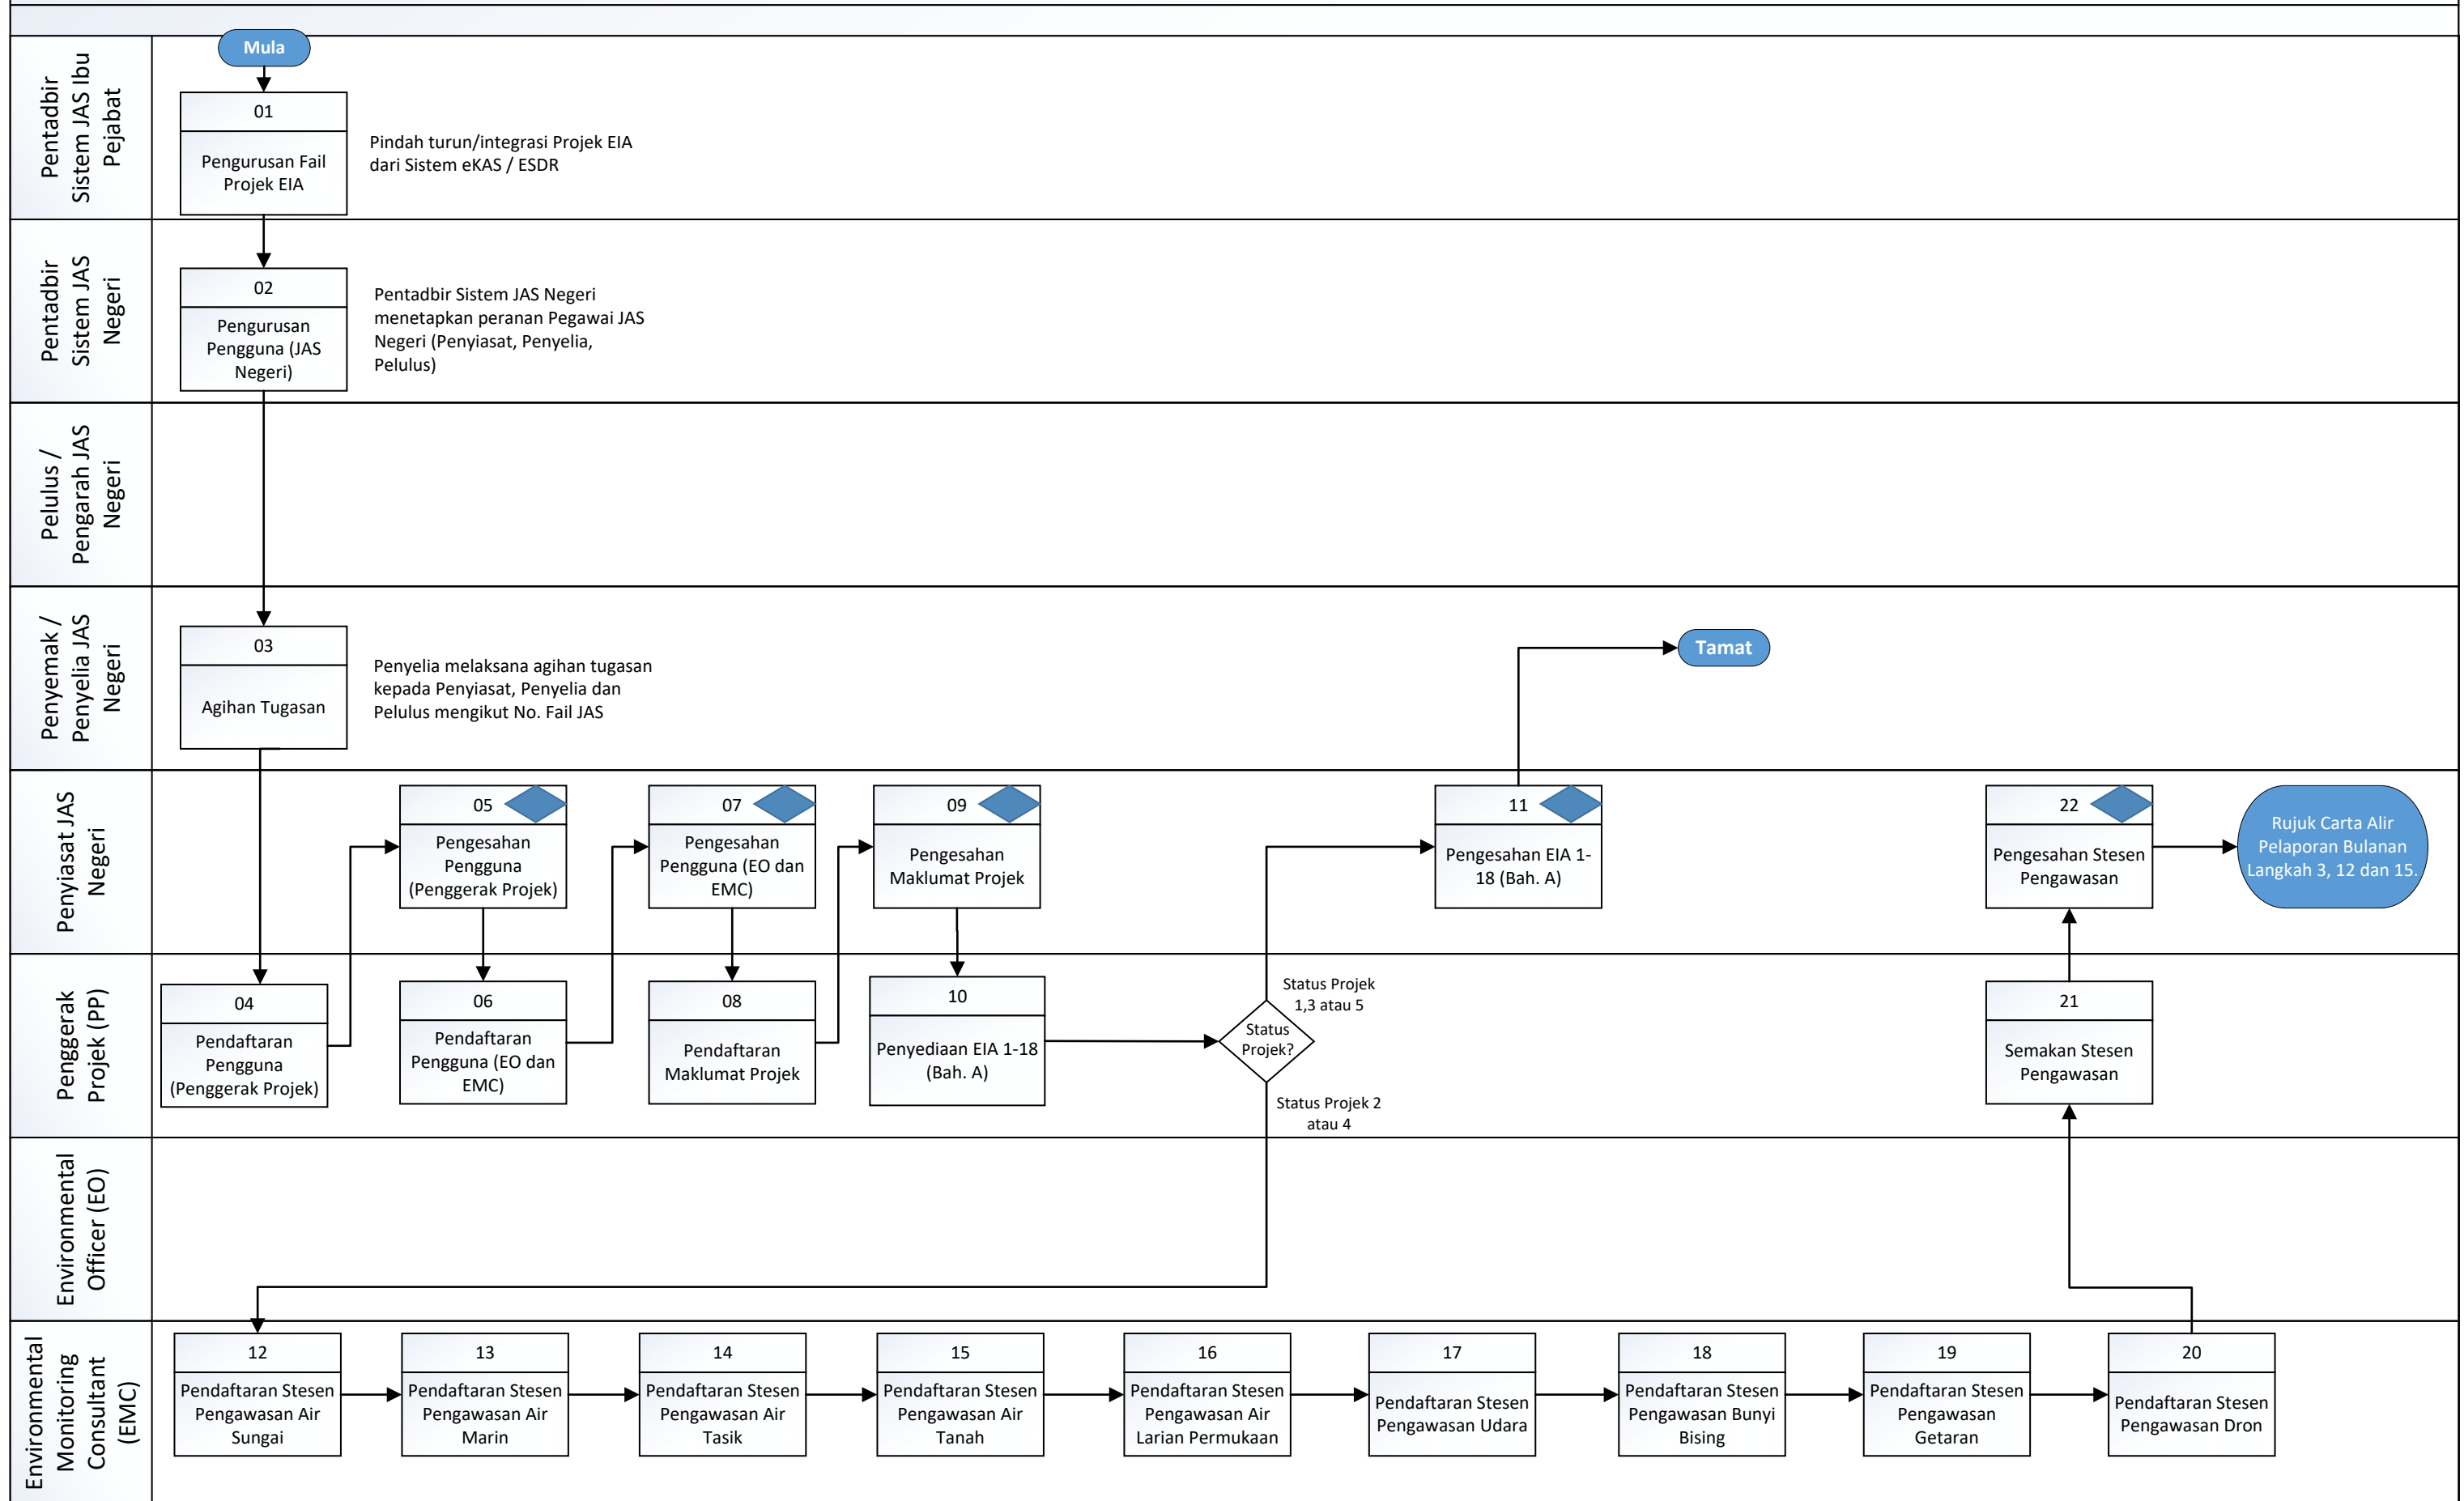 Pentadbir
Sistem JAS Ibu
Pejabat
Mula
01
Pengurusan Fail
Projek EIA
Pindah turun/integrasi Projek EIA
dari Sistem eKAS / ESDR
Pentadbir
Sistem JAS
Negeri
02
Pengurusan
Pengguna (JAS
Negeri)
Pentadbir Sistem JAS Negeri
menetapkan peranan Pegawai JAS
Negeri (Penyiasat, Penyelia,
Pelulus)
Pelulus /
Pengarah JAS
Negeri
Penyemak /
Penyelia JAS
Negeri
03
Agihan Tugasan
Penyelia melaksana agihan tugasan
kepada Penyiasat, Penyelia dan
Pelulus mengikut No. Fail JAS
Tamat
Penyiasat JAS
Negeri
05
Pengesahan
Pengguna
(Penggerak Projek)
07
Pengesahan
Pengguna (EO dan
EMC)
09
Pengesahan
Maklumat Projek
11
Pengesahan EIA 1-
18 (Bah. A)
22
Pengesahan Stesen
Pengawasan
Rujuk Carta Alir
Pelaporan Bulanan
Langkah 3, 12 dan 15.
Penggerak
Projek (PP)
04
Pendaftaran
Pengguna
(Penggerak Projek)
06
Pendaftaran
Pengguna (EO dan
EMC)
08
Pendaftaran
Maklumat Projek
10
Penyediaan EIA 1-18
(Bah. A)
Status Projek
1,3 atau 5
Status
Projek?
Status Projek 2
atau 4
21
Semakan Stesen
Pengawasan
Environmental
Officer (EO)
Environmental
Monitoring
Consultant
(EMC)
12
Pendaftaran Stesen
Pengawasan Air
Sungai
13
Pendaftaran Stesen
Pengawasan Air
Marin
14
Pendaftaran Stesen
Pengawasan Air
Tasik
15
Pendaftaran Stesen
Pengawasan Air
Tanah
16
Pendaftaran Stesen
Pengawasan Air
Larian Permukaan
17
Pendaftaran Stesen
Pengawasan Udara
18
Pendaftaran Stesen
Pengawasan Bunyi
Bising
19
Pendaftaran Stesen
Pengawasan
Getaran
20
Pendaftaran Stesen
Pengawasan Dron